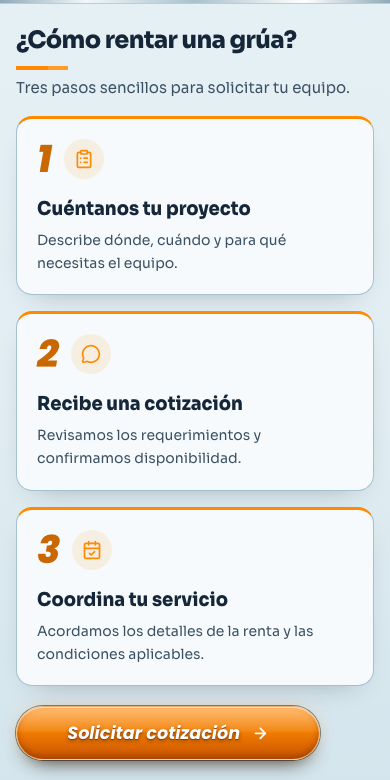 ¿Cómo rentar una grúa?
Tres pasos sencillos para solicitar tu equipo.
1
Cuéntanos tu proyecto
Describe dónde, cuándo y para qué
necesitas el equipo.
2
Recibe una cotización
Revisamos los requerimientos y
confirmamos disponibilidad.
3
Coordina tu servicio
Acordamos los detalles de la renta y las
condiciones aplicables.
Solicitar cotización →